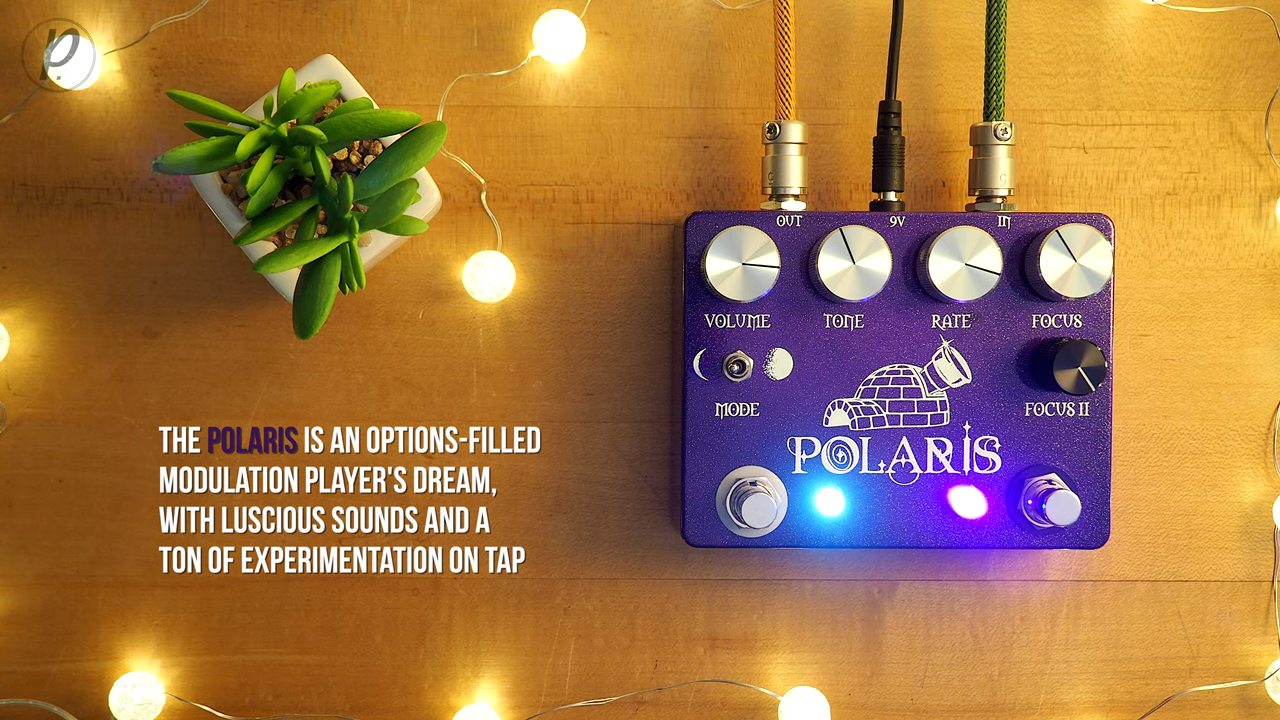 p.
OUT 9V IN
VOLUME TONE RATE FOCUS
MODE FOCUS II
POLARIS
THE POLARIS IS AN OPTIONS-FILLED
MODULATION PLAYER'S DREAM,
WITH LUSCIOUS SOUNDS AND A
TON OF EXPERIMENTATION ON TAP